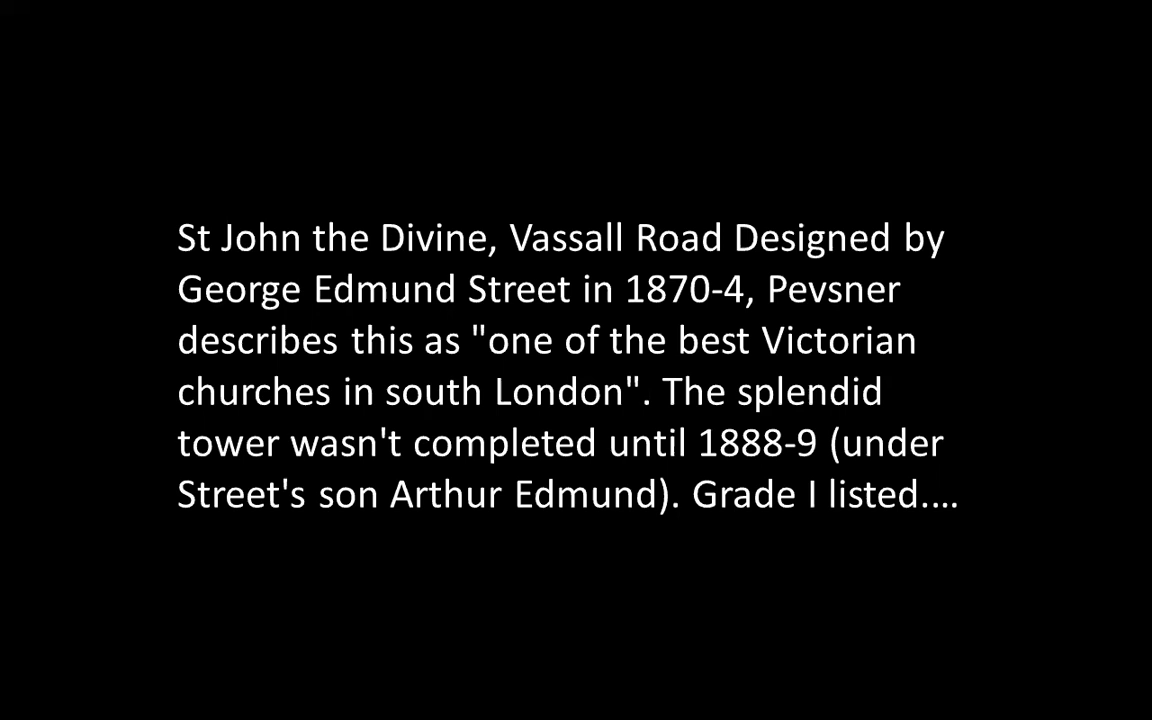 St John the Divine, Vassall Road Designed by
George Edmund Street in 1870-4, Pevsner
describes this as "one of the best Victorian
churches in south London". The splendid
tower wasn't completed until 1888-9 (under
Street's son Arthur Edmund). Grade I listed....